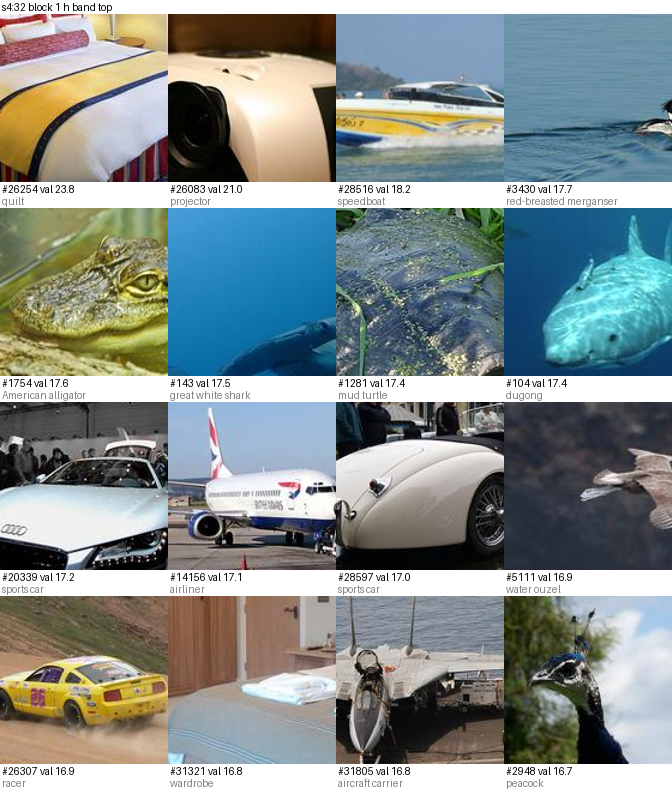 s4:32 block 1 h band top
#26254 val 23.8
quilt
#26083 val 21.0
projector
#28516 val 18.2
speedboat
#3430 val 17.7
red-breasted merganser
#1754 val 17.6
American alligator
#143 val 17.5
great white shark
#1281 val 17.4
mud turtle
#104 val 17.4
dugong
#20339 val 17.2
sports car
BRITISH AIRWAYS
#14156 val 17.1
airliner
#28597 val 17.0
sports car
#5111 val 16.9
water ouzel
26
#26307 val 16.9
racer
#31321 val 16.8
wardrobe
#31805 val 16.8
aircraft carrier
#2948 val 16.7
peacock